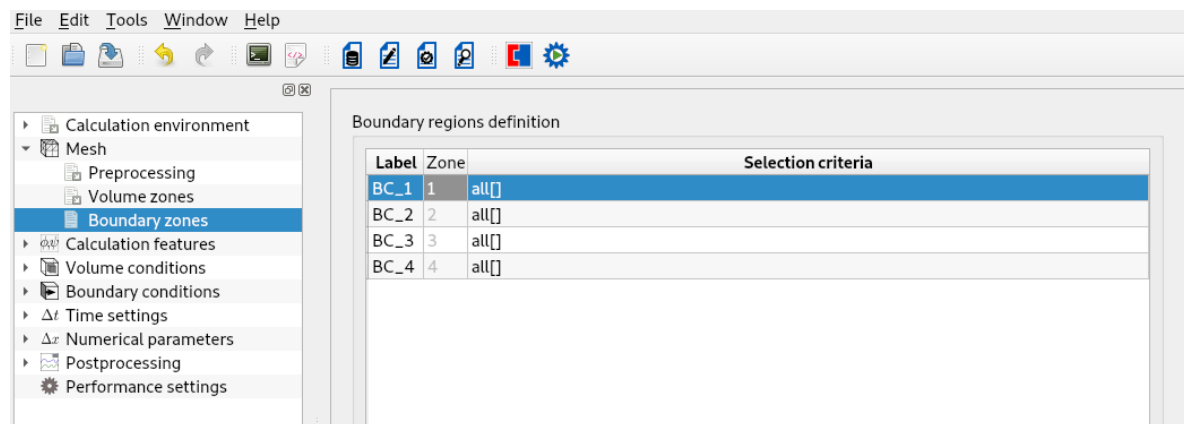 File Edit Tools Window Help
Calculation environment
Mesh
Preprocessing
Volume zones
Boundary zones
Calculation features
Volume conditions
Boundary conditions
Δt Time settings
Δx Numerical parameters
Postprocessing
Performance settings
Boundary regions definition
Label Zone Selection criteria
BC_1 1 all[]
BC_2 2 all[]
BC_3 3 all[]
BC_4 4 all[]